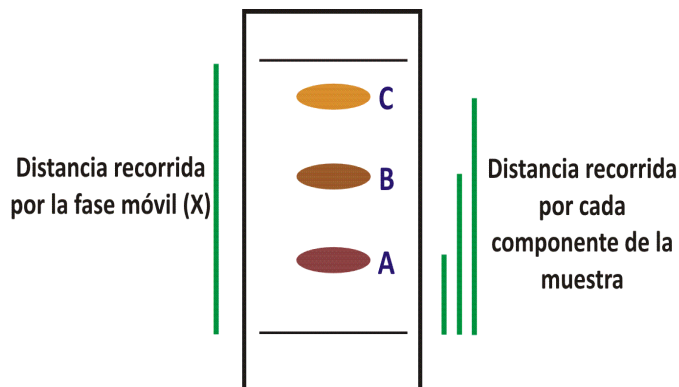 Distancia recorrida
por la fase móvil (X)
C
B
A
Distancia recorrida
por cada
componente de la
muestra